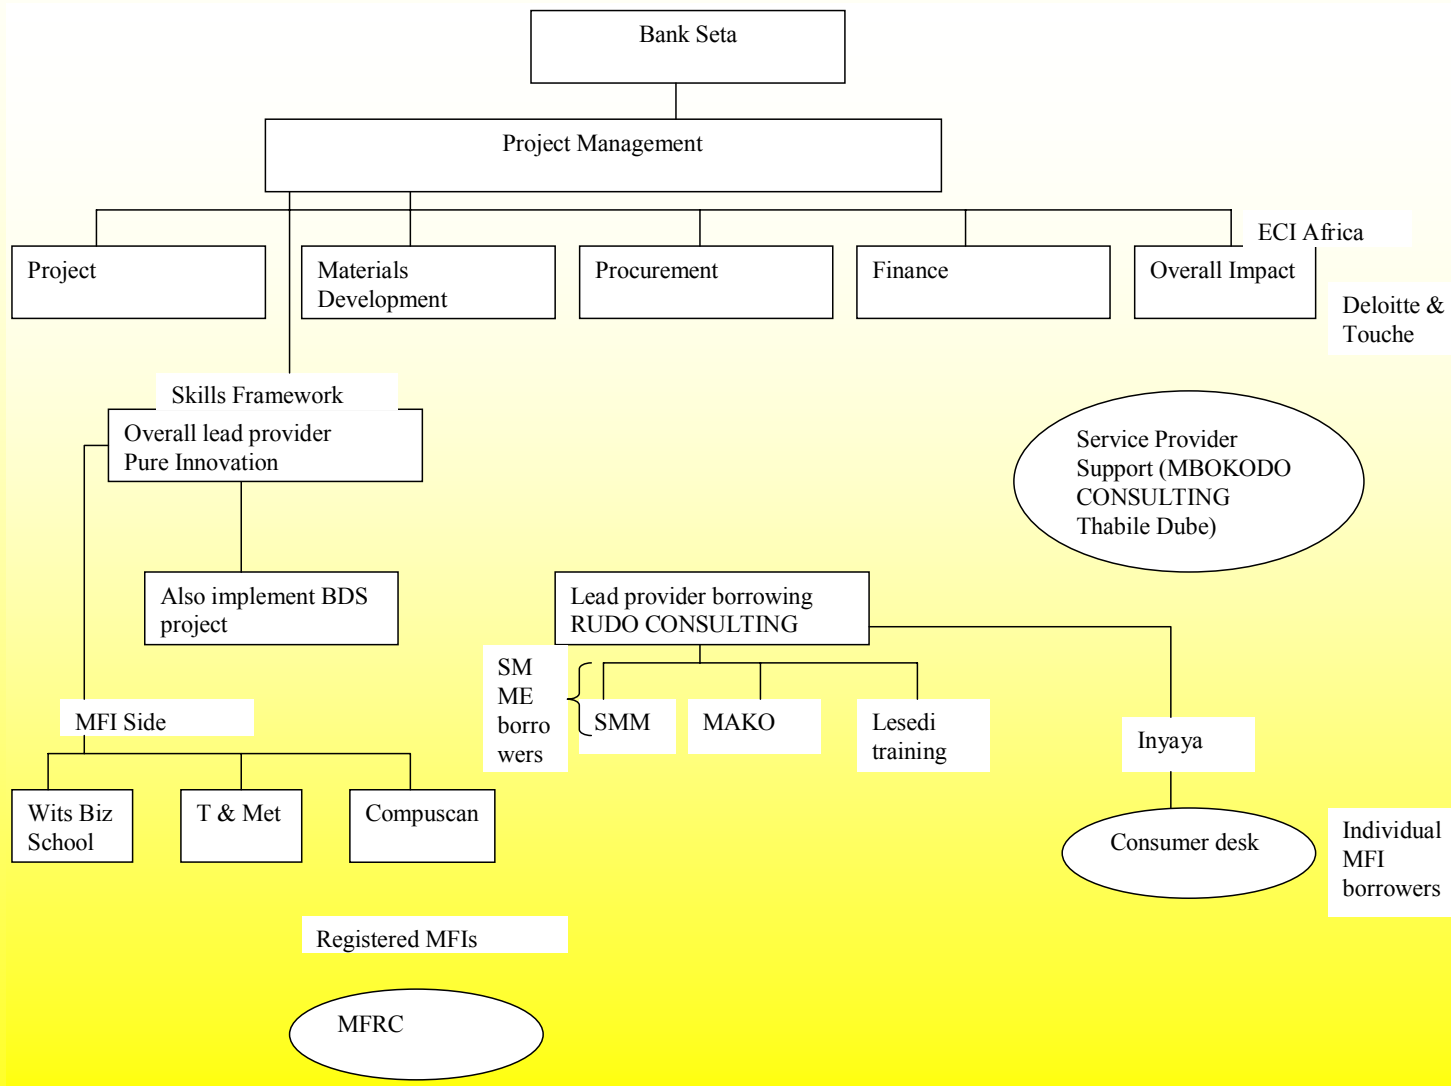 Bank Seta
Project Management
ECI Africa
Project
Materials
Development
Procurement
Finance
Overall Impact
Deloitte &
Touche
Skills Framework
Overall lead provider
Pure Innovation
Service Provider
Support (MBOKODO
CONSULTING
Thabile Dube)
Also implement BDS
project
Lead provider borrowing
RUDO CONSULTING
SM
ME
borro
wers
SMM
MAKO
Lesedi
training
Inyaya
MFI Side
Wits Biz
School
T & Met
Compuscan
Consumer desk
Individual
MFI
borrowers
Registered MFIs
MFRC